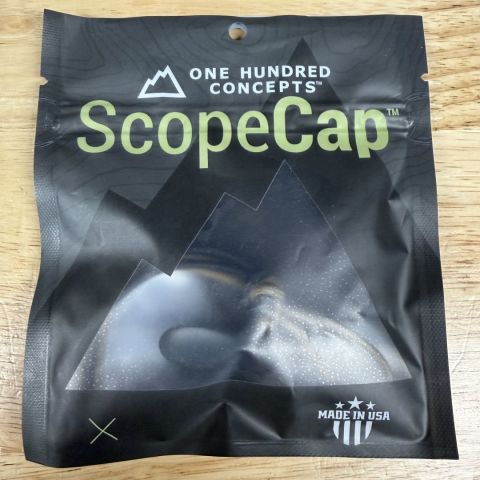 ONE HUNDRED
CONCEPTS™
ScopeCap™
MADE IN USA